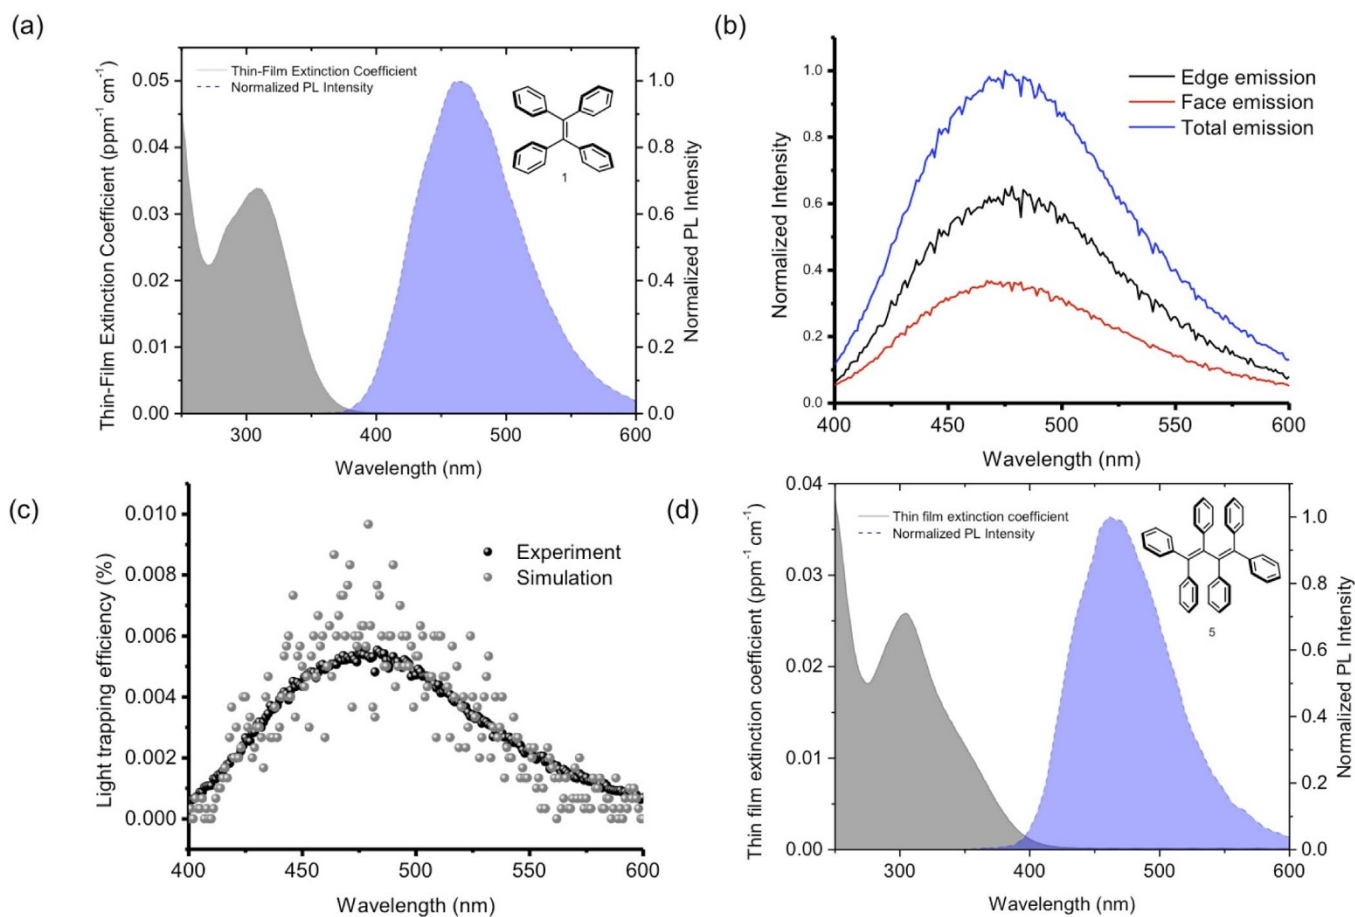 (a)
Thin-Film Extinction Coefficient (ppm⁻¹ cm⁻¹)
0.05
0.04
0.03
0.02
0.01
0.00
Thin-Film Extinction Coefficient
Normalized PL Intensity
1
1.0
0.8
0.6
0.4
0.2
0.0
Normalized PL Intensity
300 400 500 600
Wavelength (nm)
(b)
Normalized Intensity
1.0
0.8
0.6
0.4
0.2
0.0
Edge emission
Face emission
Total emission
400 450 500 550 600
Wavelength (nm)
(c)
Light trapping efficiency (%)
0.010
0.008
0.006
0.004
0.002
0.000
Experiment
Simulation
400 450 500 550 600
Wavelength (nm)
(d)
Thin film extinction coefficient (ppm⁻¹ cm⁻¹)
0.04
0.03
0.02
0.01
0.00
Thin film extinction coefficient
Normalized PL Intensity
5
1.0
0.8
0.6
0.4
0.2
0.0
Normalized PL Intensity
300 400 500 600
Wavelength (nm)